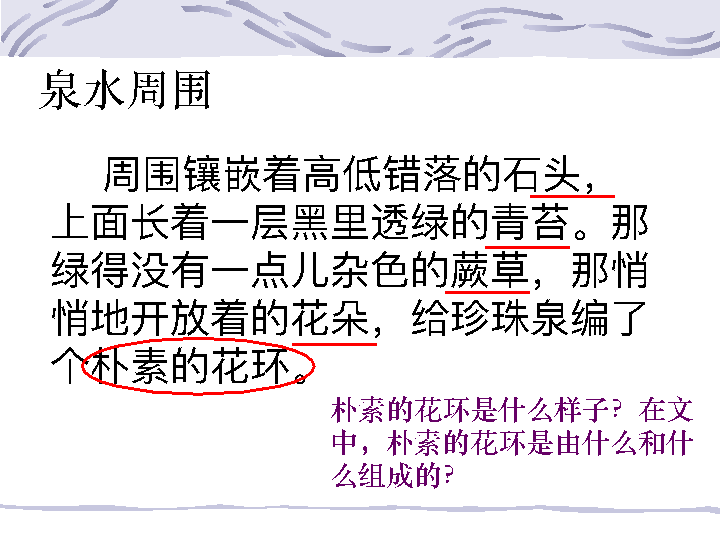 泉水周围
周围镶嵌着高低错落的石头，
上面长着一层黑里透绿的青苔。那
绿得没有一点儿杂色的蕨草，那悄
悄地开放着的花朵，给珍珠泉编了
个朴素的花环。
朴素的花环是什么样子？在文
中，朴素的花环是由什么和什
么组成的？